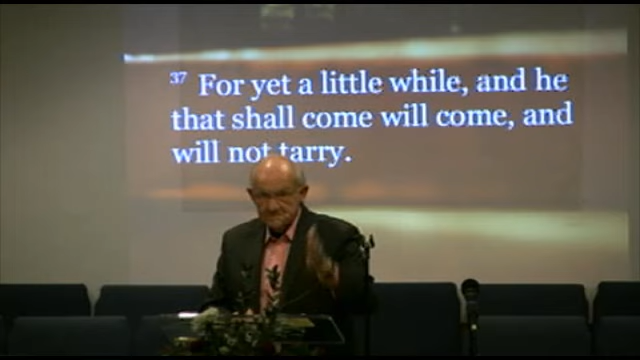 37 For yet a little while, and he
that shall come will come, and
will not tarry.